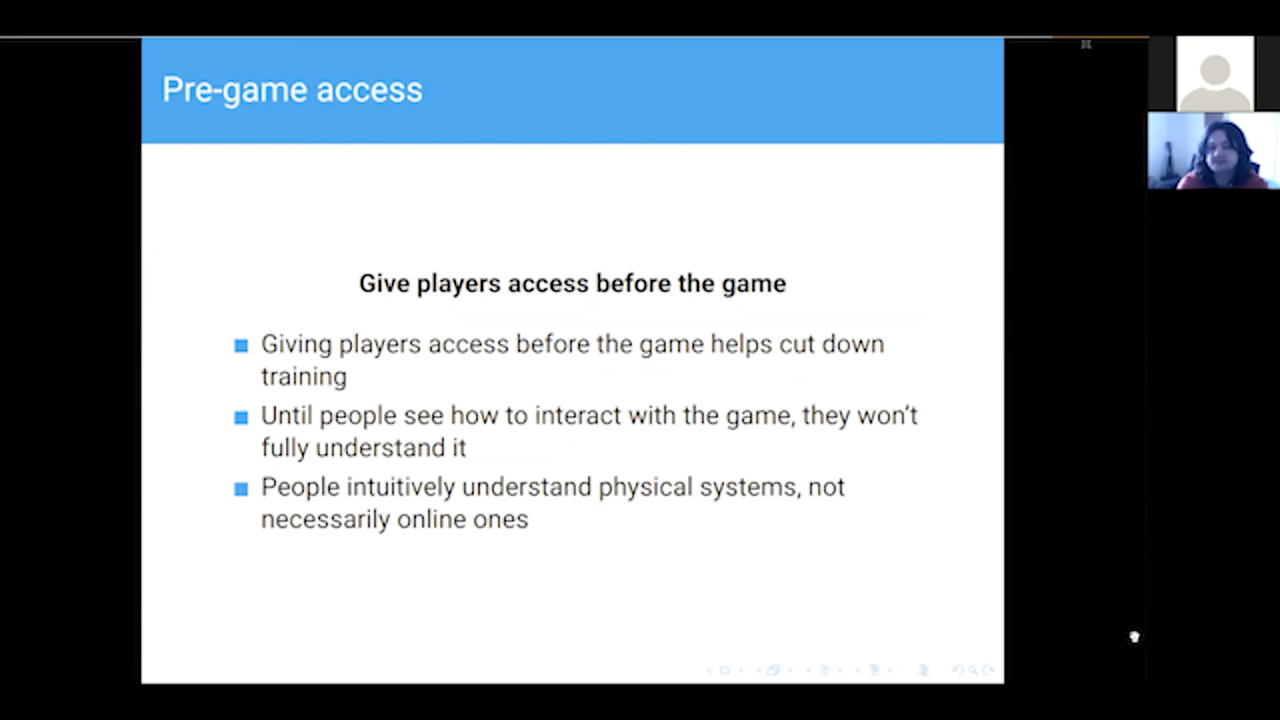 Pre-game access
Give players access before the game
Giving players access before the game helps cut down
training
Until people see how to interact with the game, they won't
fully understand it
People intuitively understand physical systems, not
necessarily online ones